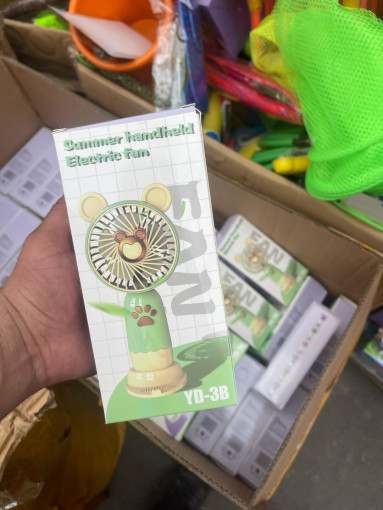 Summer handheld
Electric fan
FAN
YD-3B